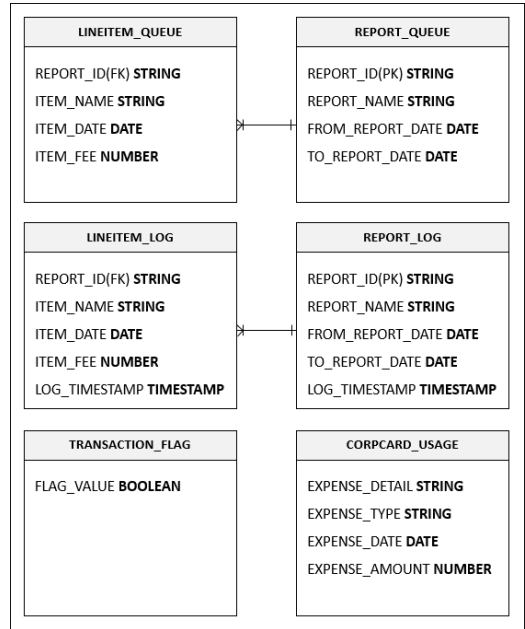 LINEITEM_QUEUE
REPORT_ID(FK) STRING
ITEM_NAME STRING
ITEM_DATE DATE
ITEM_FEE NUMBER
REPORT_QUEUE
REPORT_ID(PK) STRING
REPORT_NAME STRING
FROM_REPORT_DATE DATE
TO_REPORT_DATE DATE
LINEITEM_LOG
REPORT_ID(FK) STRING
ITEM_NAME STRING
ITEM_DATE DATE
ITEM_FEE NUMBER
LOG_TIMESTAMP TIMESTAMP
REPORT_LOG
REPORT_ID(PK) STRING
REPORT_NAME STRING
FROM_REPORT_DATE DATE
TO_REPORT_DATE DATE
LOG_TIMESTAMP TIMESTAMP
TRANSACTION_FLAG
FLAG_VALUE BOOLEAN
CORPCARD_USAGE
EXPENSE_DETAIL STRING
EXPENSE_TYPE STRING
EXPENSE_DATE DATE
EXPENSE_AMOUNT NUMBER